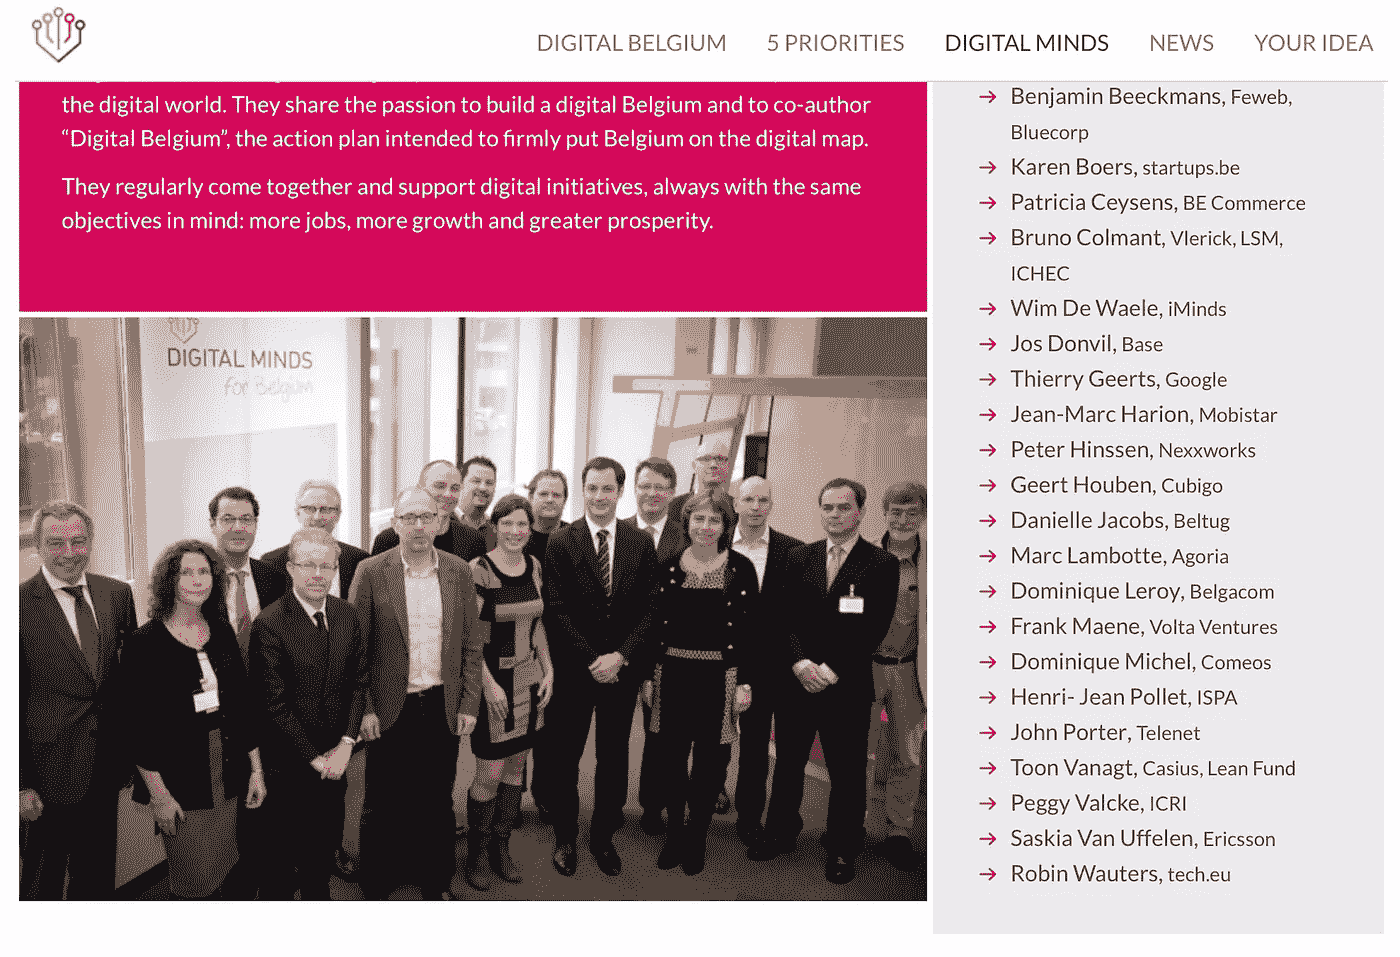 DIGITAL BELGIUM 5 PRIORITIES DIGITAL MINDS NEWS YOUR IDEA
the digital world. They share the passion to build a digital Belgium and to co-author
“Digital Belgium”, the action plan intended to firmly put Belgium on the digital map.
They regularly come together and support digital initiatives, always with the same
objectives in mind: more jobs, more growth and greater prosperity.
DIGITAL MINDS
for Belgium
Benjamin Beeckmans, Feweb,
Bluecorp
Karen Boers, startups.be
Patricia Ceysens, BE Commerce
Bruno Colmant, Vlerick, LSM,
ICHEC
Wim De Waele, iMinds
Jos Donvil, Base
Thierry Geerts, Google
Jean-Marc Harion, Mobistar
Peter Hinssen, Nexxworks
Geert Houben, Cubigo
Danielle Jacobs, Beltug
Marc Lambotte, Agoria
Dominique Leroy, Belgacom
Frank Maene, Volta Ventures
Dominique Michel, Comeos
Henri- Jean Pollet, ISPA
John Porter, Telenet
Toon Vanagt, Casius, Lean Fund
Peggy Valcke, ICRI
Saskia Van Uffelen, Ericsson
Robin Wauters, tech.eu